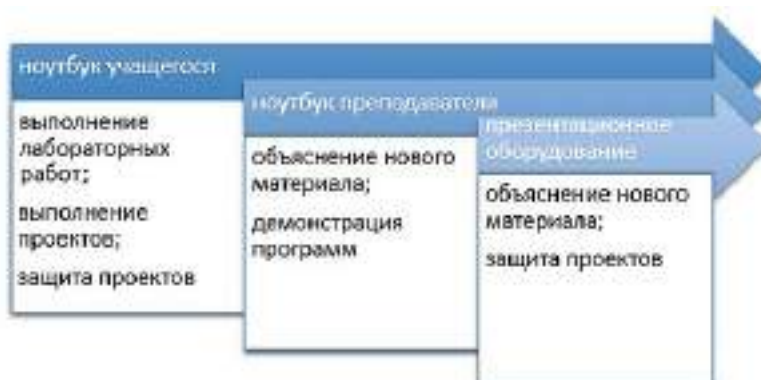 ноутбук учащегося
выполнение
лабораторных
работ;
выполнение
проектов;
защита проектов
ноутбук преподавателя
объяснение нового
материала;
демонстрация
программ
презентационное
оборудование
объяснение нового
материала;
защита проектов